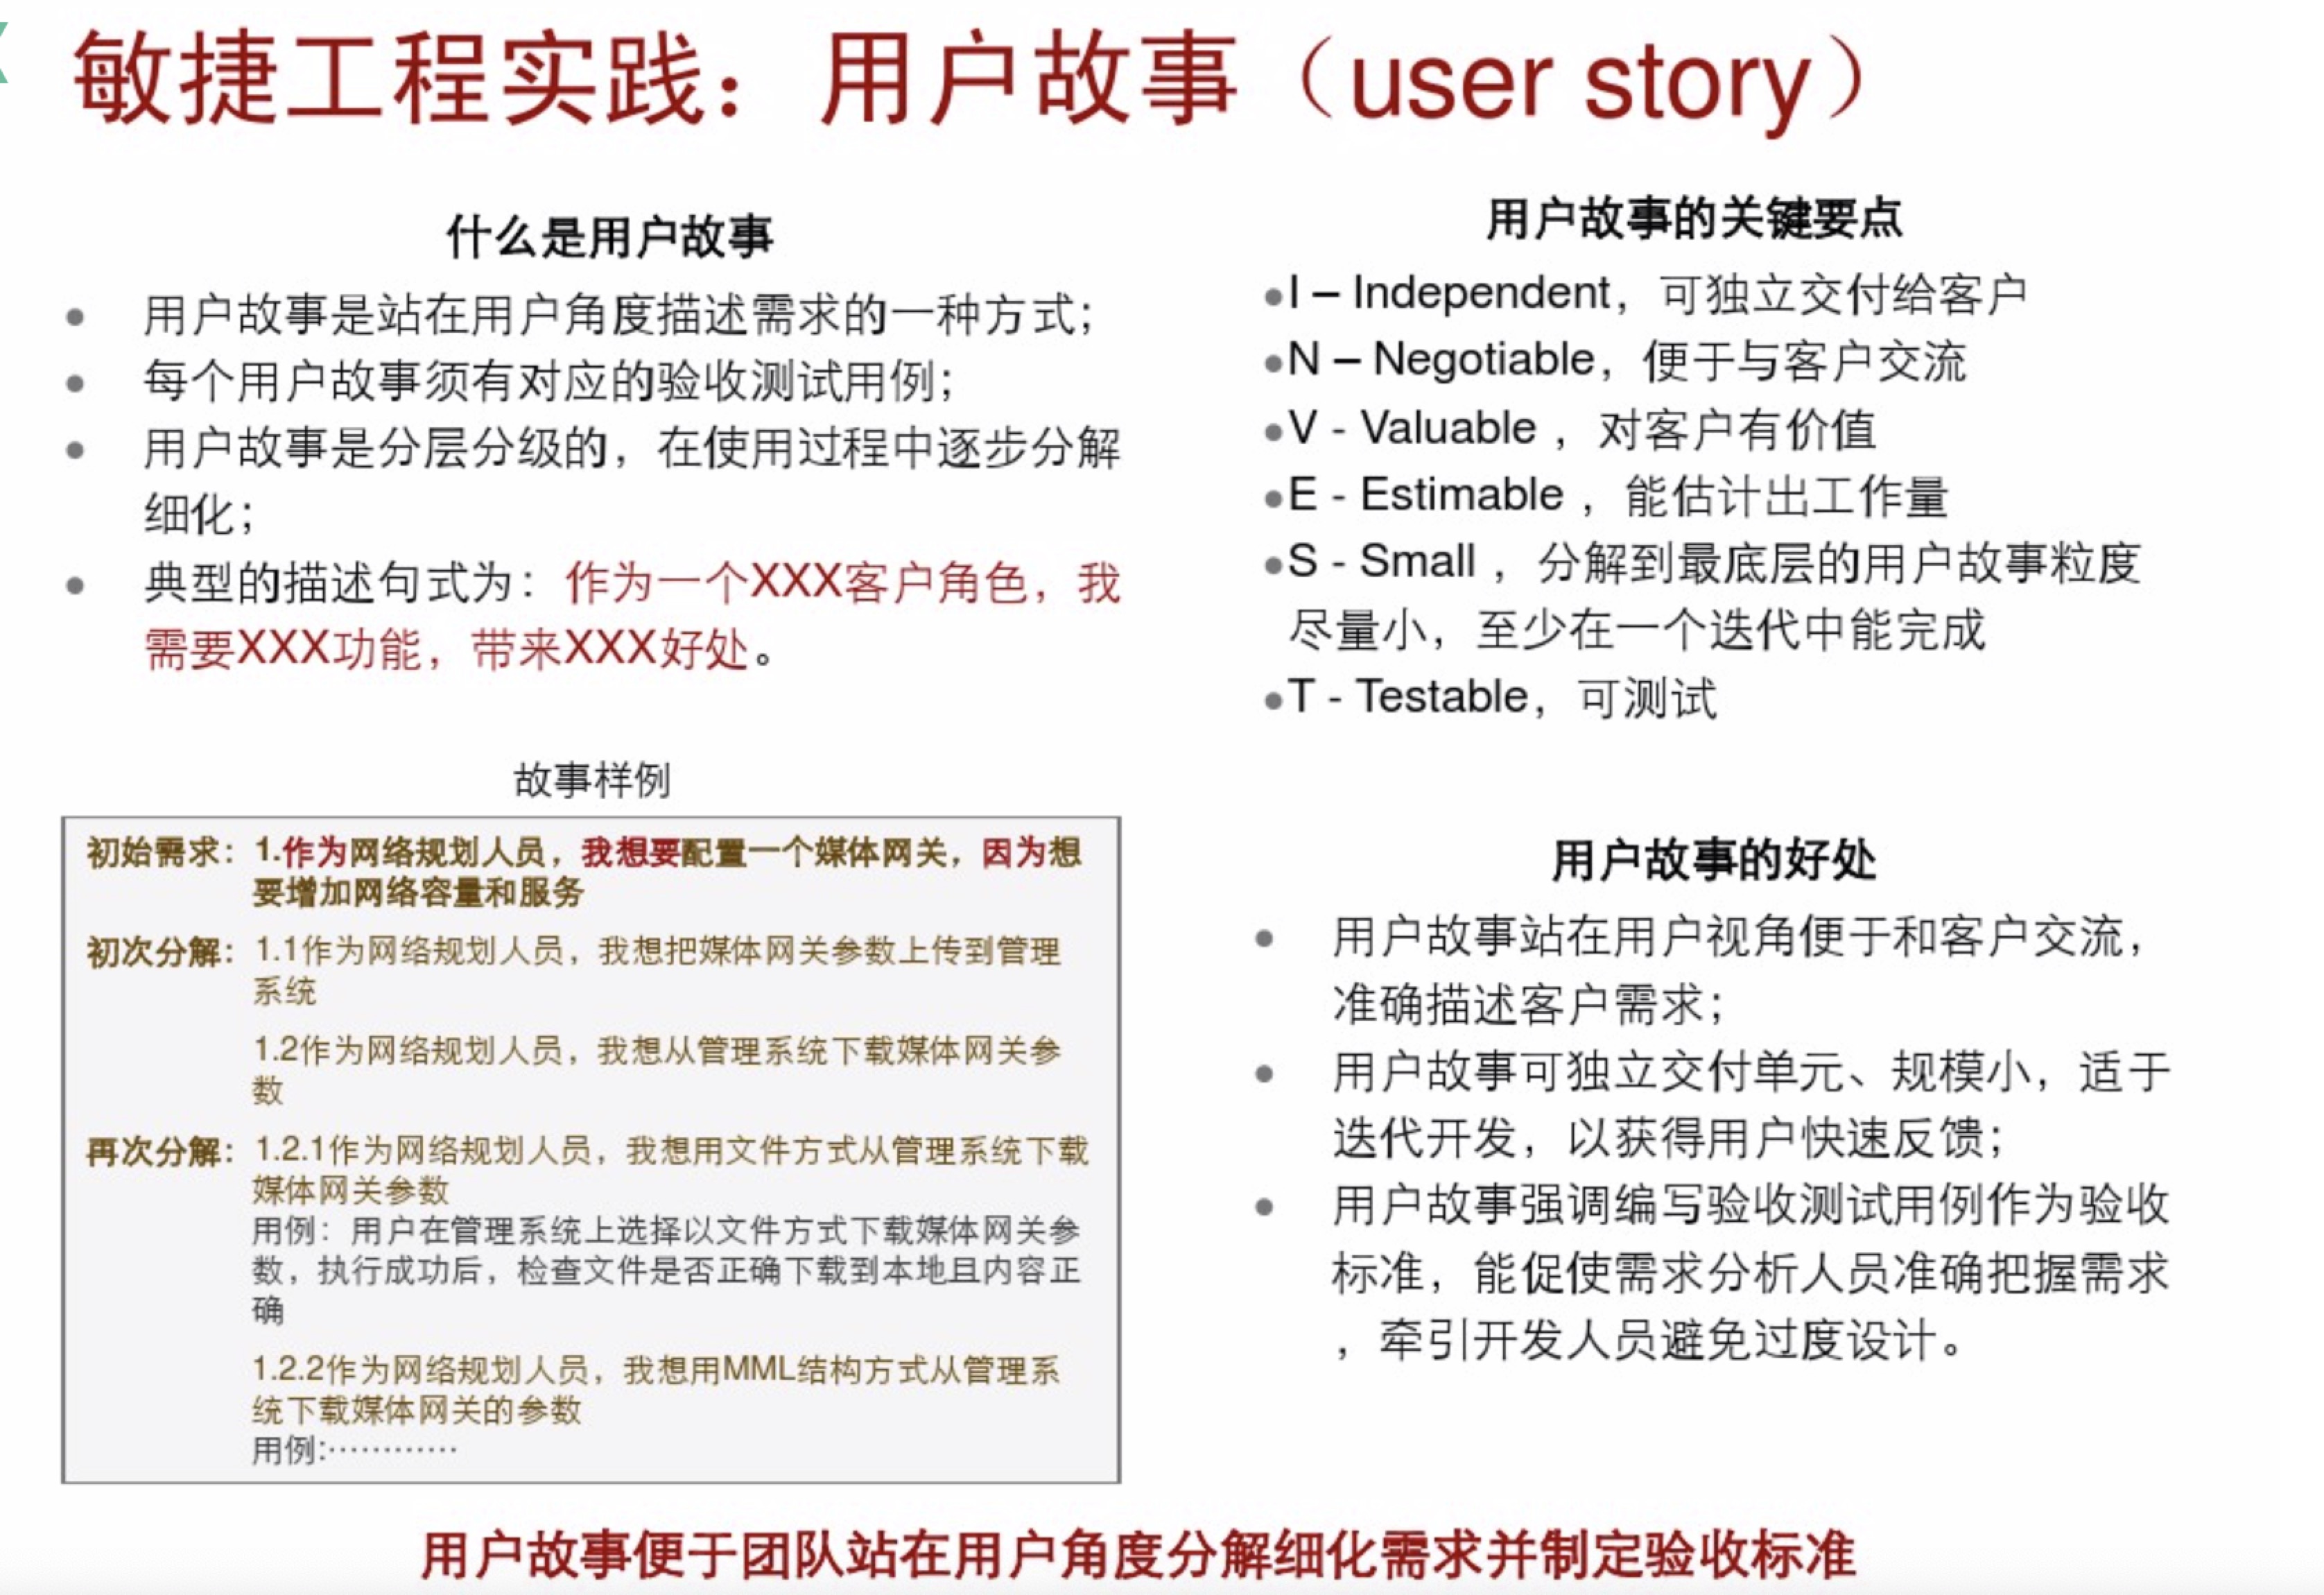 敏捷工程实践：用户故事（user story）
什么是用户故事
● 用户故事是站在用户角度描述需求的一种方式；
● 每个用户故事须有对应的验收测试用例；
● 用户故事是分层分级的，在使用过程中逐步分解
细化；
● 典型的描述句式为：作为一个XXX客户角色，我
需要XXX功能，带来XXX好处。
故事样例
初始需求：1.作为网络规划人员，我想要配置一个媒体网关，因为想
要增加网络容量和服务
初次分解：1.1作为网络规划人员，我想把媒体网关参数上传到管理
系统
1.2作为网络规划人员，我想从管理系统下载媒体网关参
数
再次分解：1.2.1作为网络规划人员，我想用文件方式从管理系统下载
媒体网关参数
用例：用户在管理系统上选择以文件方式下载媒体网关参
数，执行成功后，检查文件是否正确下载到本地且内容正
确
1.2.2作为网络规划人员，我想用MML结构方式从管理系
统下载媒体网关的参数
用例:…………
用户故事的关键要点
●I – Independent，可独立交付给客户
●N – Negotiable，便于与客户交流
●V - Valuable ，对客户有价值
●E - Estimable ，能估计出工作量
●S - Small ，分解到最底层的用户故事粒度
尽量小，至少在一个迭代中能完成
●T - Testable，可测试
用户故事的好处
● 用户故事站在用户视角便于和客户交流，
准确描述客户需求；
● 用户故事可独立交付单元、规模小，适于
迭代开发，以获得用户快速反馈；
● 用户故事强调编写验收测试用例作为验收
标准，能促使需求分析人员准确把握需求
，牵引开发人员避免过度设计。
用户故事便于团队站在用户角度分解细化需求并制定验收标准